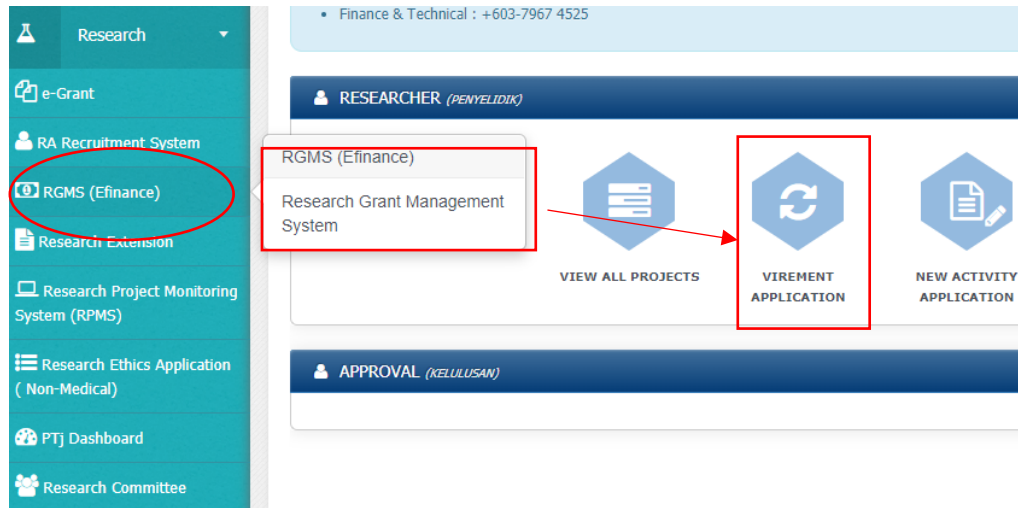 Research
e-Grant
RA Recruitment System
RGMS (Efinance)
Research Extension
Research Project Monitoring
System (RPMS)
Research Ethics Application
( Non-Medical)
PTj Dashboard
Research Committee
RGMS (Efinance)
Research Grant Management
System
• Finance & Technical : +603-7967 4525
RESEARCHER (PENYELIDIK)
VIEW ALL PROJECTS
VIREMENT
APPLICATION
NEW ACTIVITY
APPLICATION
APPROVAL (KELULUSAN)